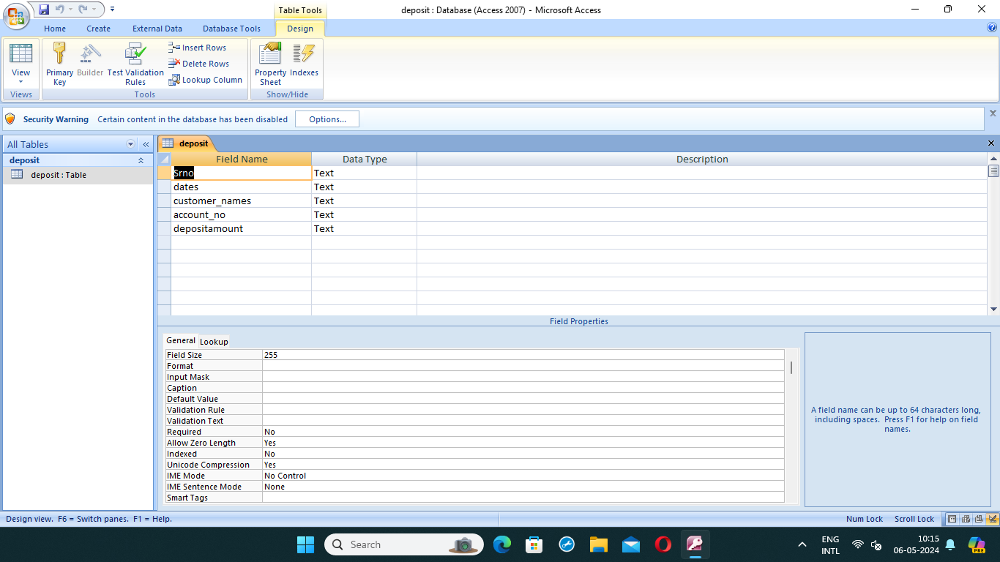 Table Tools
deposit : Database (Access 2007) - Microsoft Access
Home Create External Data Database Tools Design
View
Primary Key
Builder
Test Validation Rules
Insert Rows
Delete Rows
Lookup Column
Property Sheet
Indexes
Views Tools Show/Hide
Security Warning Certain content in the database has been disabled Options...
All Tables
deposit
deposit : Table
deposit
Field Name Data Type Description
Srno Text
dates Text
customer_names Text
account_no Text
depositamount Text
Field Properties
General Lookup
Field Size 255
Format
Input Mask
Caption
Default Value
Validation Rule
Validation Text
Required No
Allow Zero Length Yes
Indexed No
Unicode Compression Yes
IME Mode No Control
IME Sentence Mode None
Smart Tags
A field name can be up to 64 characters long,
including spaces. Press F1 for help on field
names.
Design view. F6 = Switch panes. F1 = Help. Num Lock Scroll Lock
Search
ENG
INTL
10:15
06-05-2024
PRE